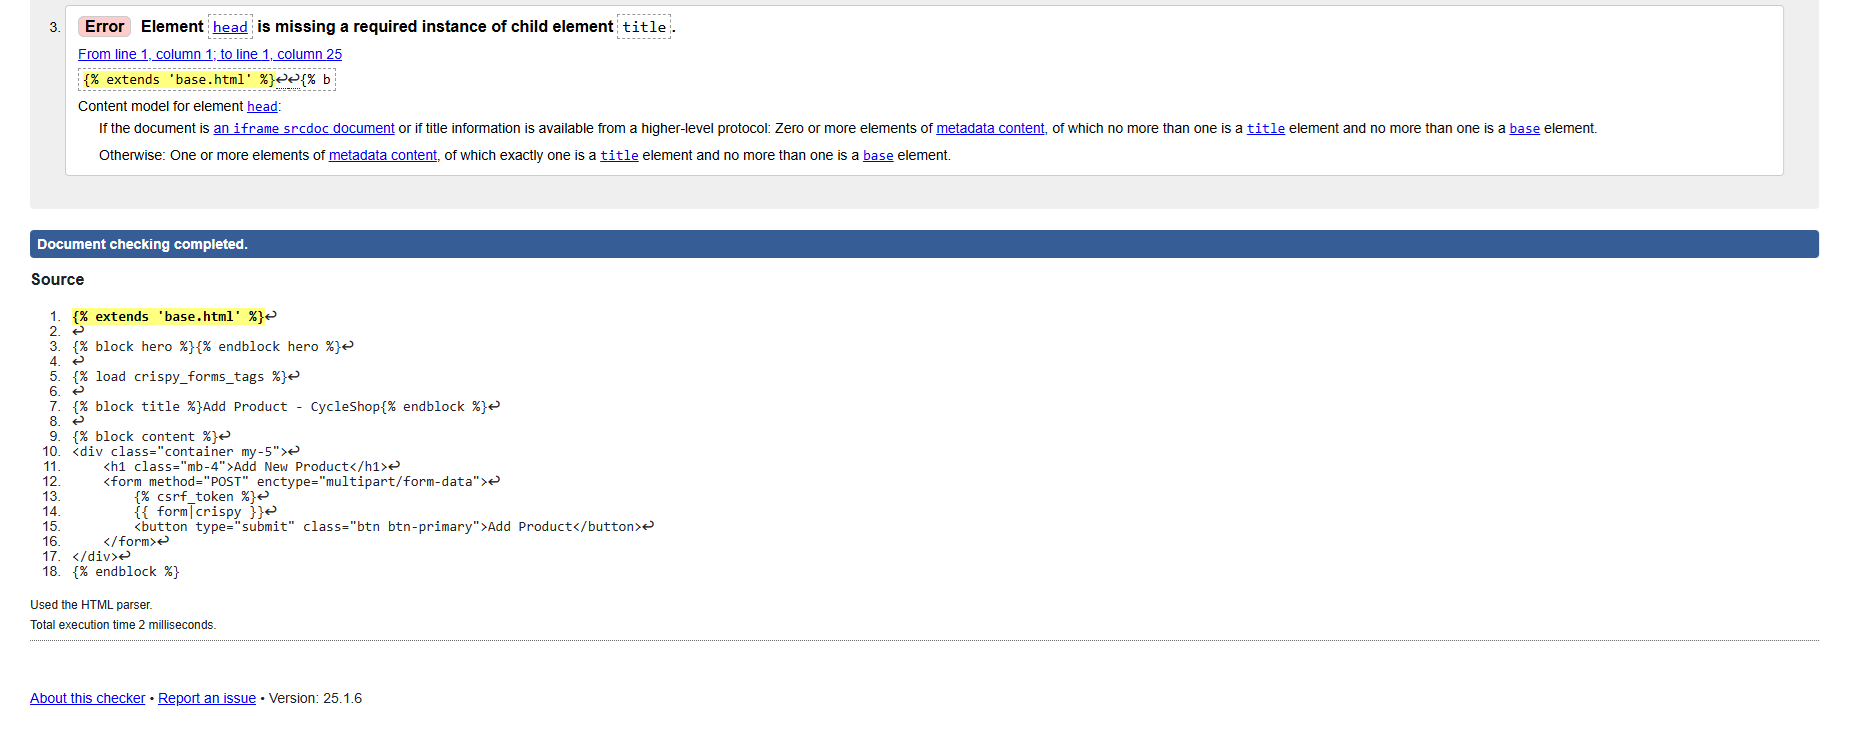 3. Error Element head is missing a required instance of child element title.
From line 1, column 1; to line 1, column 25
{% extends 'base.html' %}↩↩{% b
Content model for element head:
If the document is an iframe srcdoc document or if title information is available from a higher-level protocol: Zero or more elements of metadata content, of which no more than one is a title element and no more than one is a base element.
Otherwise: One or more elements of metadata content, of which exactly one is a title element and no more than one is a base element.
Document checking completed.
Source
1. {% extends 'base.html' %}↩
2. ↩
3. {% block hero %}{% endblock hero %}↩
4. ↩
5. {% load crispy_forms_tags %}↩
6. ↩
7. {% block title %}Add Product - CycleShop{% endblock %}↩
8. ↩
9. {% block content %}↩
10. <div class="container my-5">↩
11.     <h1 class="mb-4">Add New Product</h1>↩
12.     <form method="POST" enctype="multipart/form-data">↩
13.         {% csrf_token %}↩
14.         {{ form|crispy }}↩
15.         <button type="submit" class="btn btn-primary">Add Product</button>↩
16.     </form>↩
17. </div>↩
18. {% endblock %}
Used the HTML parser.
Total execution time 2 milliseconds.
About this checker • Report an issue • Version: 25.1.6